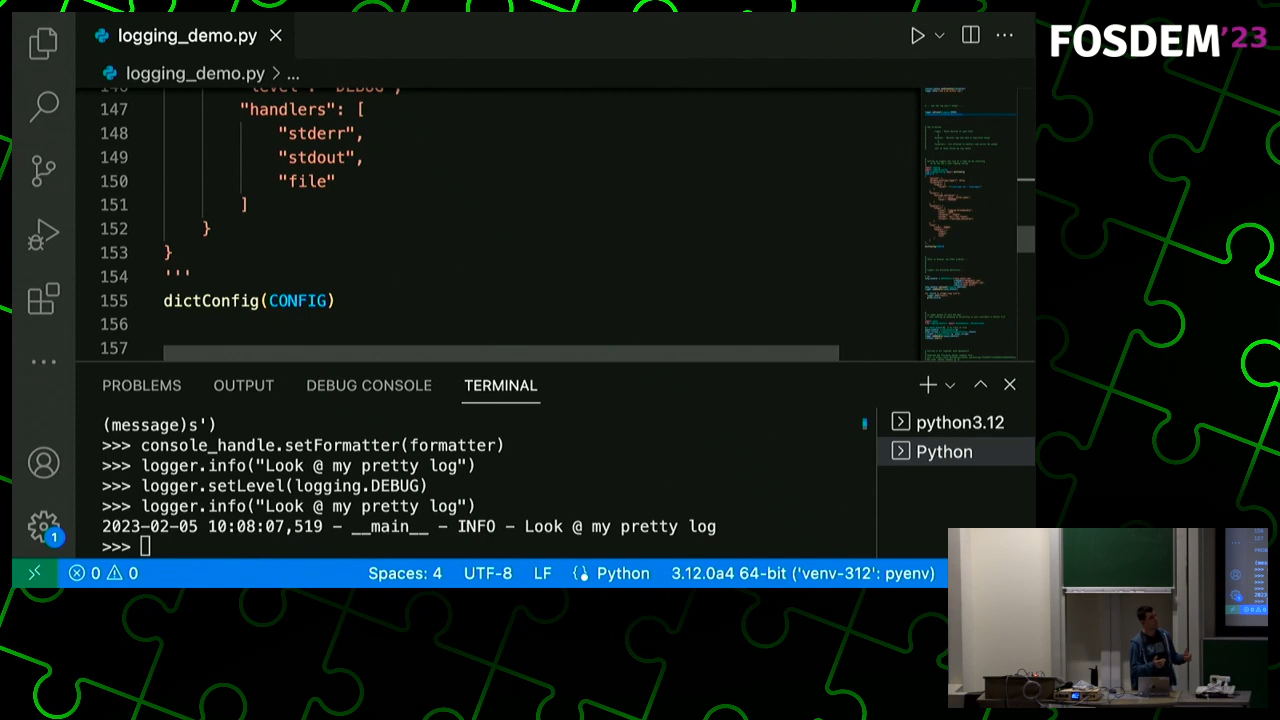 logging_demo.py
FOSDEM'23
logging_demo.py > ...
146 "level": "DEBUG",
147 "handlers": [
148 "stderr",
149 "stdout",
150 "file"
151 ]
152 }
153 }
154 '''
155 dictConfig(CONFIG)
156
157
PROBLEMS OUTPUT DEBUG CONSOLE TERMINAL
(message)s')
>>> console_handle.setFormatter(formatter)
>>> logger.info("Look @ my pretty log")
>>> logger.setLevel(logging.DEBUG)
>>> logger.info("Look @ my pretty log")
2023-02-05 10:08:07,519 - __main__ - INFO - Look @ my pretty log
>>>
python3.12
Python
1
0 0 Spaces: 4 UTF-8 LF Python 3.12.0a4 64-bit ('venv-312': pyenv)